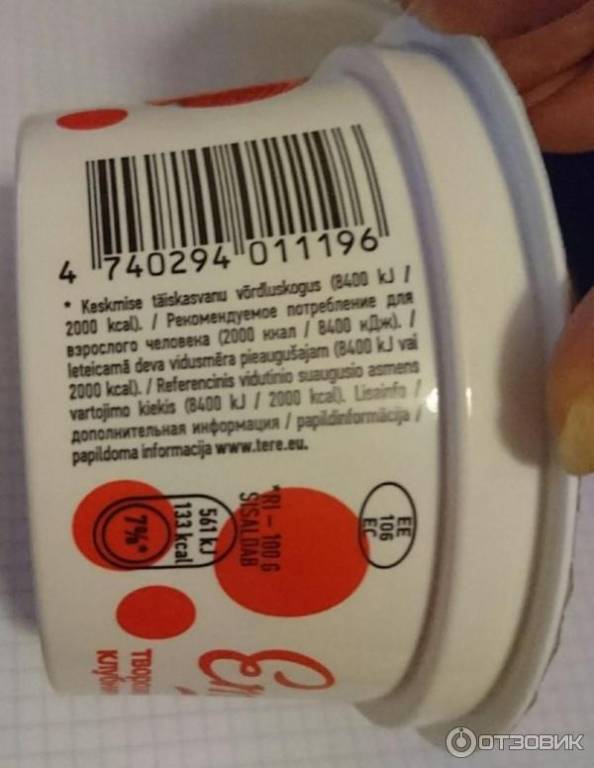 4 740294 011196
* Keskmise täiskasvanu võrdluskogus (8400 kJ /
2000 kcal). / Рекомендуемое потребление для
взрослого человека (2000 ккал / 8400 кДж). /
Ieteicamā deva vidusmēra pieaugušajam (8400 kJ vai
2000 kcal). / Referencinis vidutinio suaugusio asmens
vartojimo kiekis (8400 kJ / 2000 kcal). Lisainfo /
дополнительная информация / papildinformācija /
papildoma informacija www.tere.eu.
*RI – 100 G
SISALDAB
561 kJ
133 kcal
7%*
EE
106
EC
ОТЗОВИК